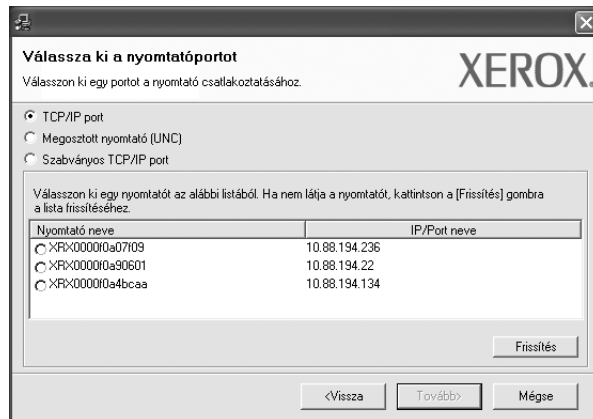 Válassza ki a nyomtatóportot
Válasszon ki egy portot a nyomtató csatlakoztatásához.
XEROX.
TCP/IP port
Megosztott nyomtató (UNC)
Szabványos TCP/IP port
Válasszon ki egy nyomtatót az alábbi listából. Ha nem látja a nyomtatót, kattintson a [Frissítés] gombra
a lista frissítéséhez.
Nyomtató neve IP/Port neve
XRX0000f0a07f09 10.88.194.236
XRX0000f0a90601 10.88.194.22
XRX0000f0a4bcaa 10.88.194.134
Frissítés
<Vissza Tovább> Mégse